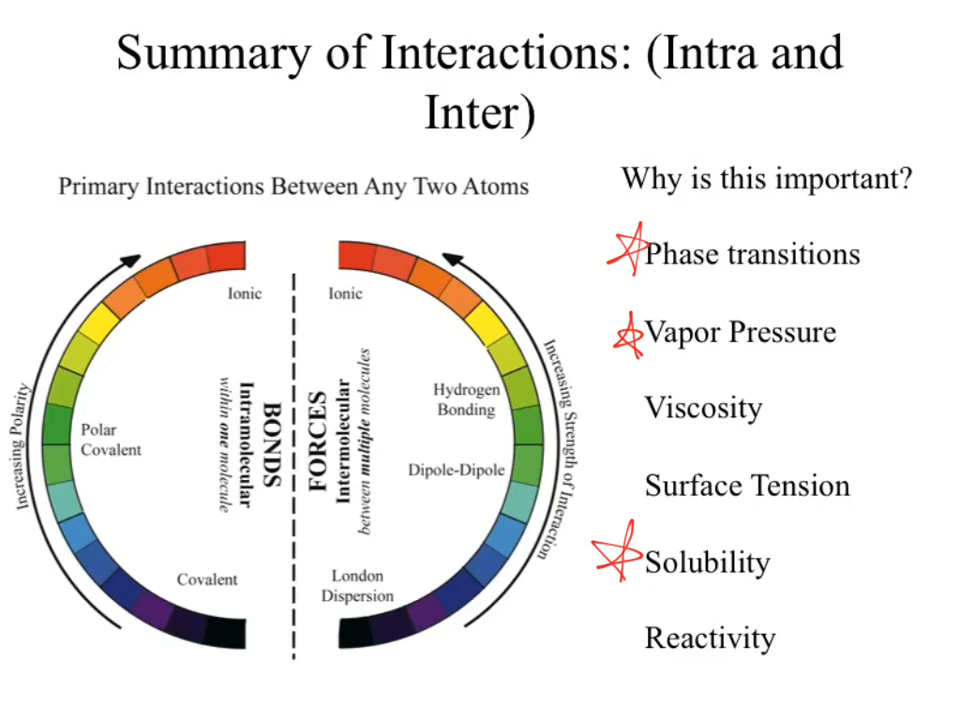 Summary of Interactions: (Intra and
Inter)
Primary Interactions Between Any Two Atoms
Increasing Polarity
Ionic
Polar
Covalent
Covalent
BONDS
Intramolecular
within one molecule
FORCES
Intermolecular
between multiple molecules
Ionic
Hydrogen
Bonding
Dipole-Dipole
London
Dispersion
Increasing Strength of Interaction
Why is this important?
Phase transitions
Vapor Pressure
Viscosity
Surface Tension
Solubility
Reactivity